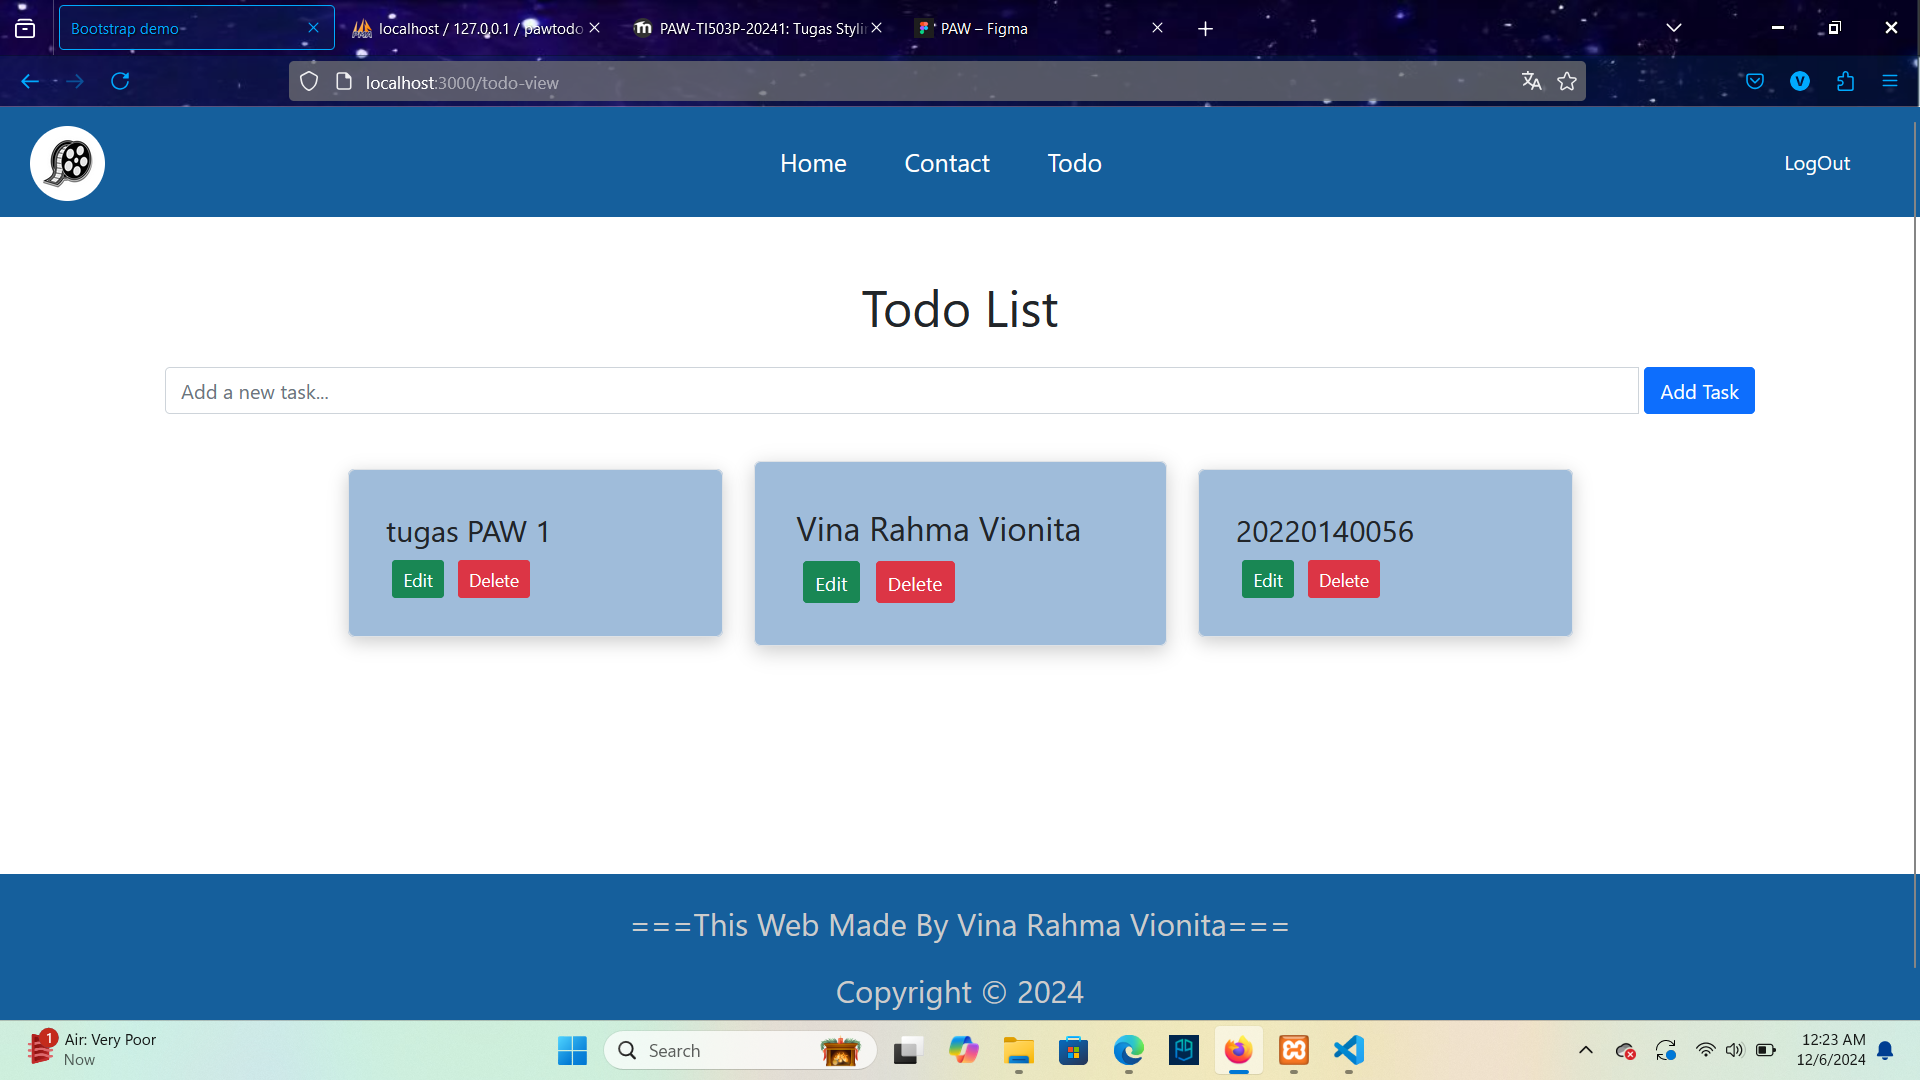 Bootstrap demo
localhost / 127.0.0.1 / pawtodo
PAW-TI503P-20241: Tugas Stylin
PAW – Figma
localhost:3000/todo-view
V
Home
Contact
Todo
LogOut
Todo List
Add a new task...
Add Task
tugas PAW 1
Edit
Delete
Vina Rahma Vionita
Edit
Delete
20220140056
Edit
Delete
===This Web Made By Vina Rahma Vionita===
Copyright © 2024
1
Air: Very Poor
Now
Search
12:23 AM
12/6/2024